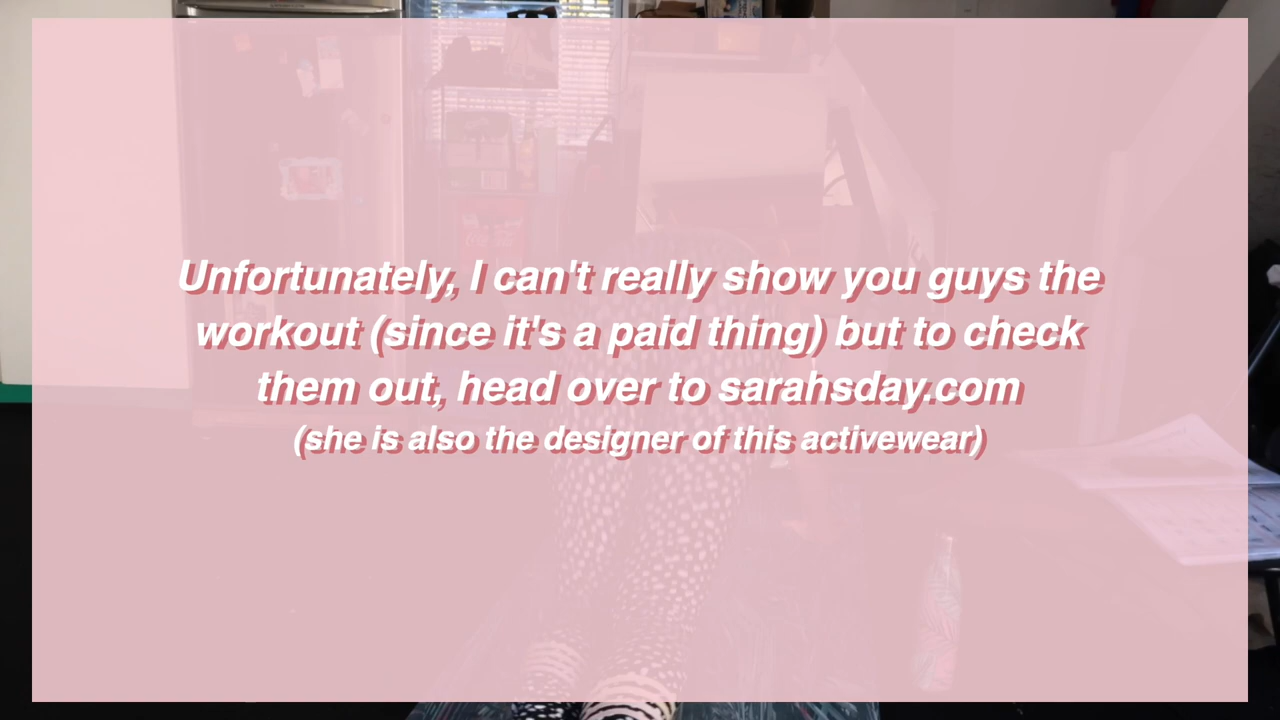 Unfortunately, I can't really show you guys the
workout (since it's a paid thing) but to check
them out, head over to sarahsday.com
(she is also the designer of this activewear)